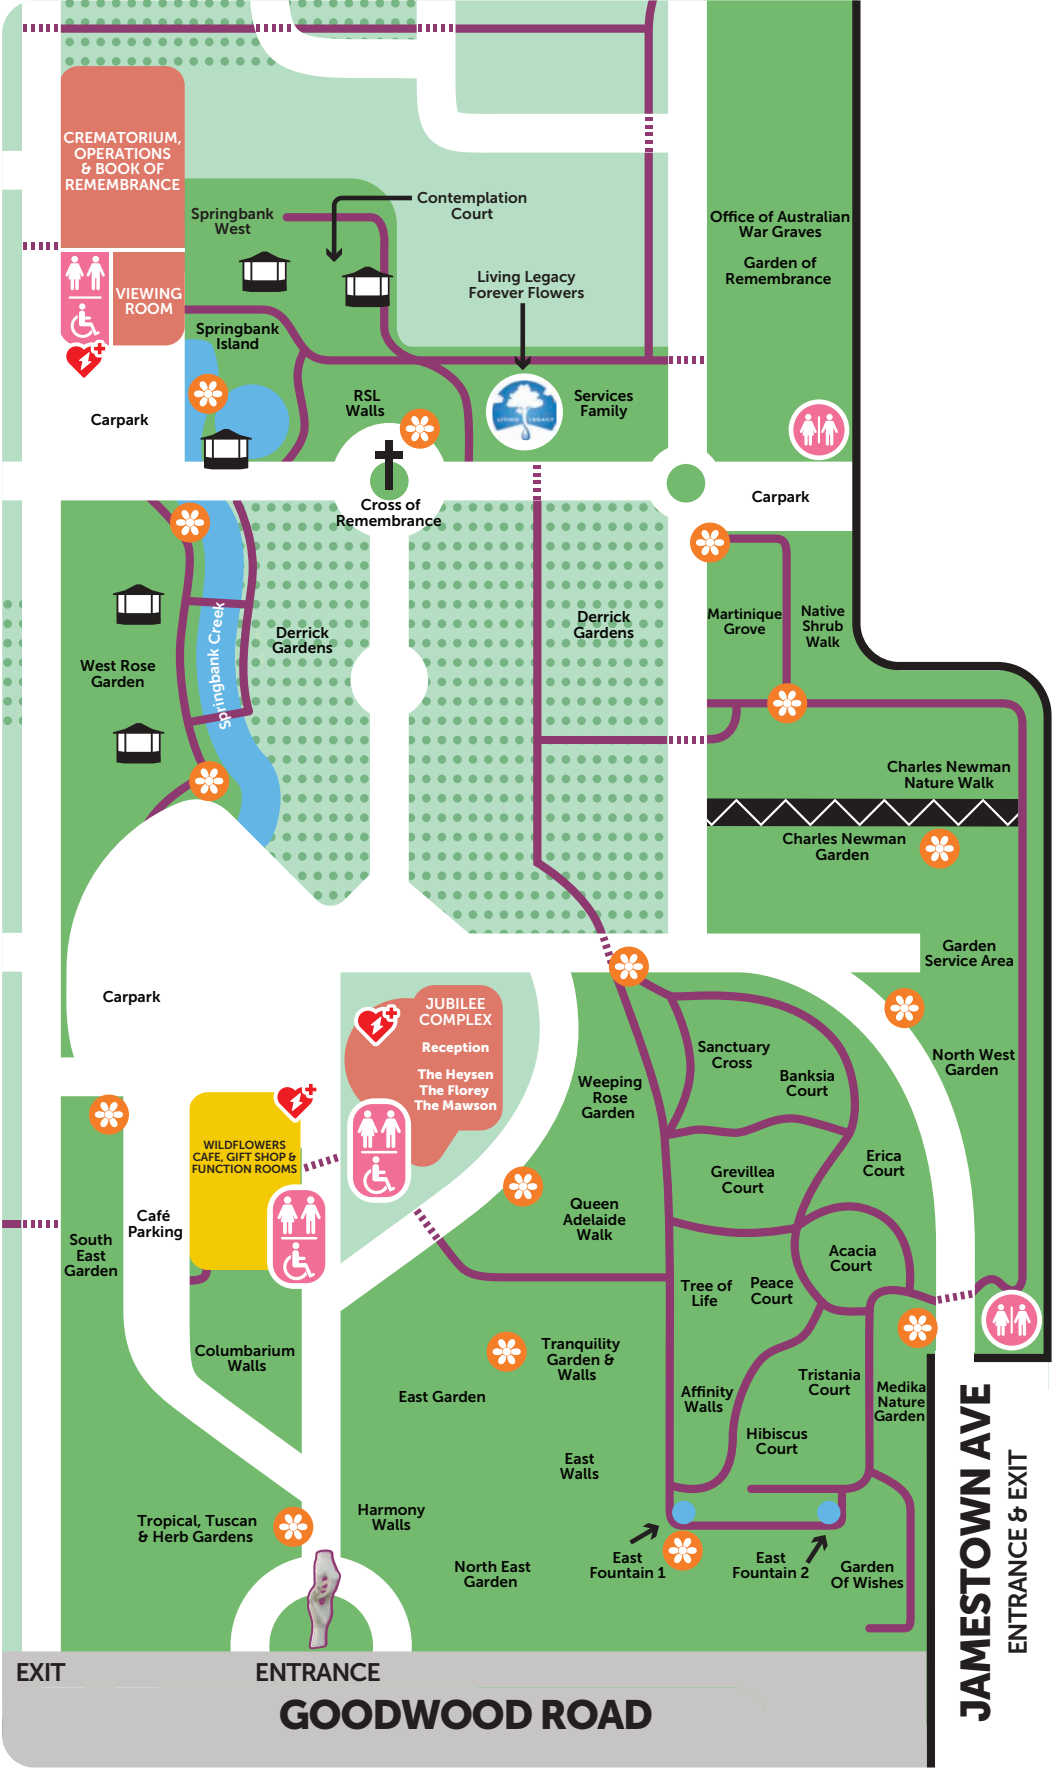 CREMATORIUM,
OPERATIONS
& BOOK OF
REMEMBRANCE
VIEWING
ROOM
Springbank
West
Contemplation
Court
Living Legacy
Forever Flowers
Office of Australian
War Graves
Garden of
Remembrance
Springbank
Island
Carpark
RSL
Walls
LIVING LEGACY
Services
Family
Cross of
Remembrance
Carpark
Derrick
Gardens
Derrick
Gardens
Martinique
Grove
Native
Shrub
Walk
West Rose
Garden
Springbank Creek
Charles Newman
Nature Walk
Charles Newman
Garden
Garden
Service Area
Carpark
JUBILEE
COMPLEX
Reception
The Heysen
The Florey
The Mawson
North West
Garden
Sanctuary
Cross
Banksia
Court
Weeping
Rose
Garden
WILDFLOWERS
CAFE, GIFT SHOP &
FUNCTION ROOMS
Erica
Court
Grevillea
Court
Queen
Adelaide
Walk
Café
Parking
South
East
Garden
Acacia
Court
Tree of
Life
Peace
Court
Columbarium
Walls
Tranquility
Garden &
Walls
East Garden
Affinity
Walls
Tristania
Court
Medika
Nature
Garden
Hibiscus
Court
East
Walls
Tropical, Tuscan
& Herb Gardens
Harmony
Walls
North East
Garden
East
Fountain 1
East
Fountain 2
Garden
Of Wishes
JAMESTOWN AVE
ENTRANCE & EXIT
EXIT
ENTRANCE
GOODWOOD ROAD